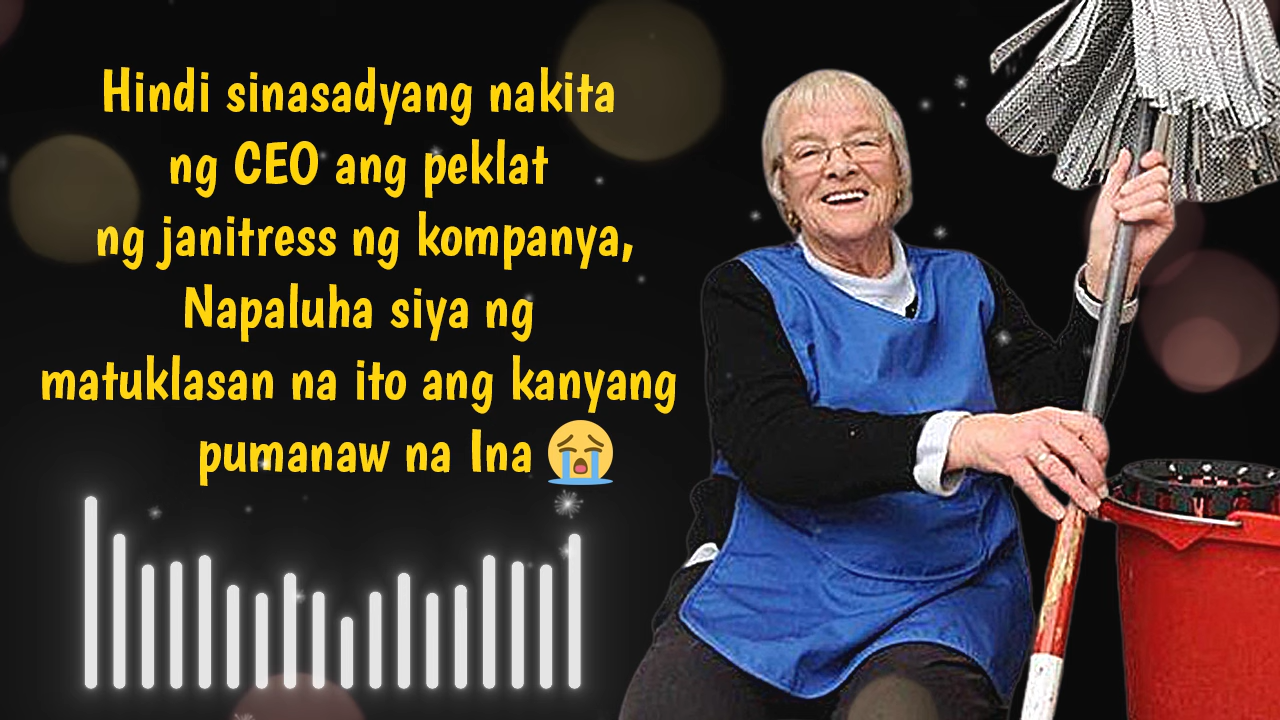 Hindi sinasadyang nakita
ng CEO ang peklat
ng janitress ng kompanya,
Napaluha siya ng
matuklasan na ito ang kanyang
pumanaw na Ina 😭